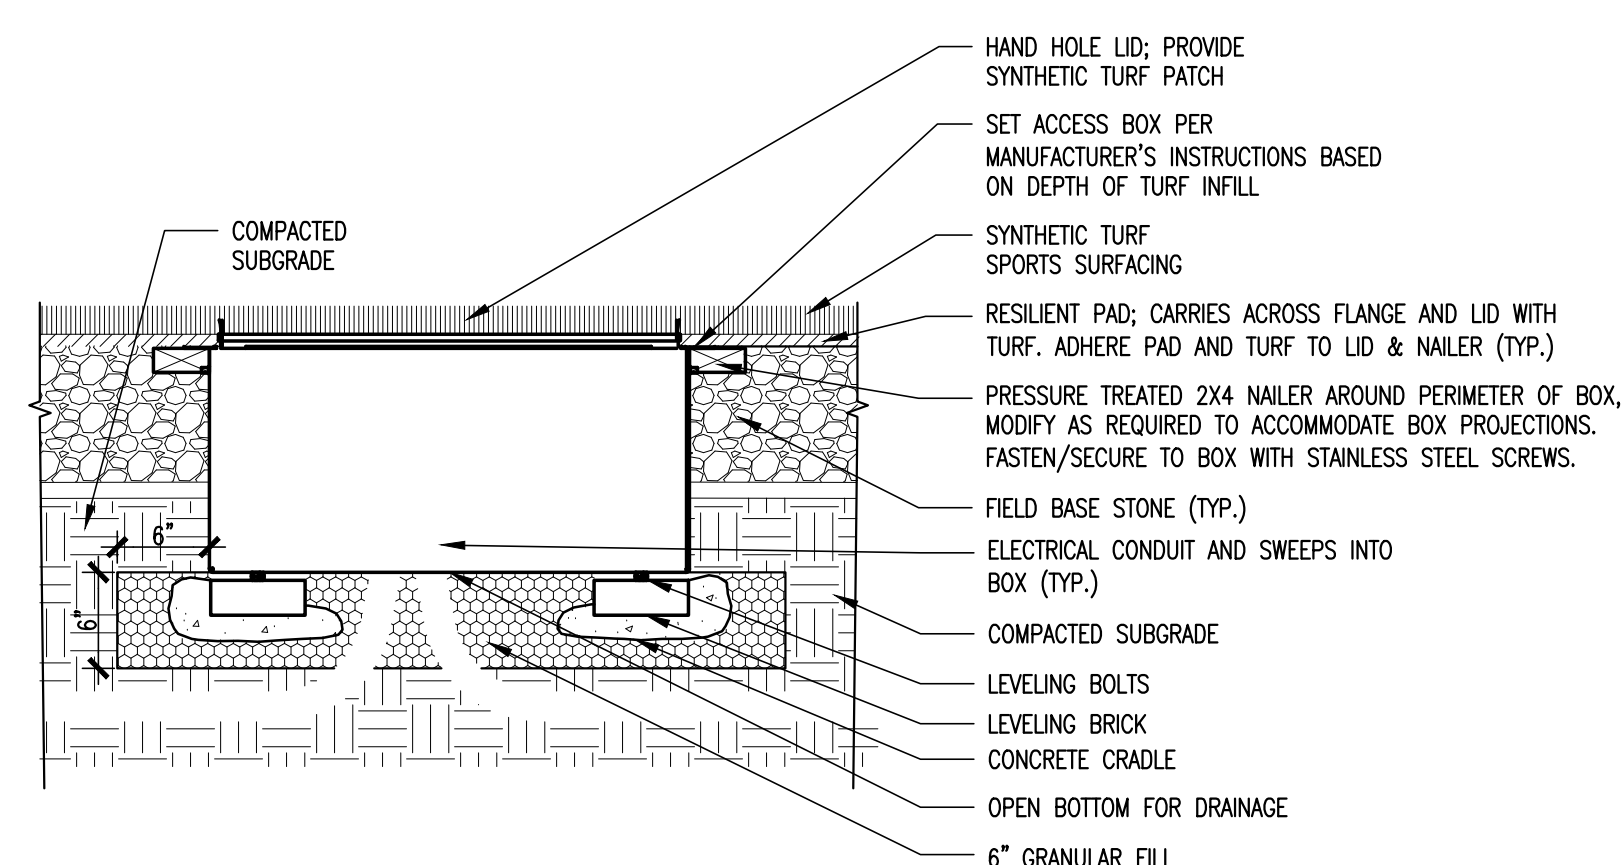 HAND HOLE LID; PROVIDE
SYNTHETIC TURF PATCH
SET ACCESS BOX PER
MANUFACTURER'S INSTRUCTIONS BASED
ON DEPTH OF TURF INFILL
COMPACTED
SUBGRADE
SYNTHETIC TURF
SPORTS SURFACING
RESILIENT PAD; CARRIES ACROSS FLANGE AND LID WITH
TURF. ADHERE PAD AND TURF TO LID & NAILER (TYP.)
PRESSURE TREATED 2X4 NAILER AROUND PERIMETER OF BOX,
MODIFY AS REQUIRED TO ACCOMMODATE BOX PROJECTIONS.
FASTEN/SECURE TO BOX WITH STAINLESS STEEL SCREWS.
FIELD BASE STONE (TYP.)
6"
ELECTRICAL CONDUIT AND SWEEPS INTO
BOX (TYP.)
6"
COMPACTED SUBGRADE
LEVELING BOLTS
LEVELING BRICK
CONCRETE CRADLE
OPEN BOTTOM FOR DRAINAGE
6" GRANULAR FILL